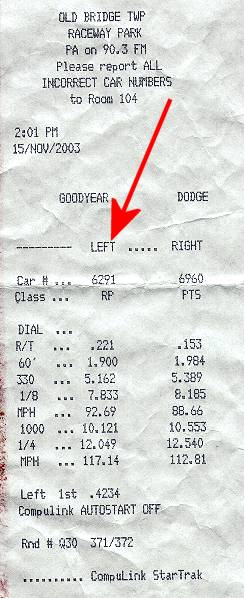 OLD BRIDGE TWP
RACEWAY PARK
PA on 90.3 FM
Please report ALL
INCORRECT CAR NUMBERS
to Room 104
2:01 PM
15/NOV/2003
GOODYEAR DODGE
---------- LEFT ..... RIGHT
Car # ... 6291 6960
Class ... RP PTS
DIAL ...
R/T ... .221 .153
60' ... 1.900 1.984
330 ... 5.162 5.389
1/8 ... 7.833 8.185
MPH ... 92.69 88.66
1000 ... 10.121 10.553
1/4 ... 12.049 12.540
MPH ... 117.14 112.81
Left 1st .4234
Compulink AUTOSTART OFF
Rnd # Q30 371/372
.......... CompuLink StarTrak